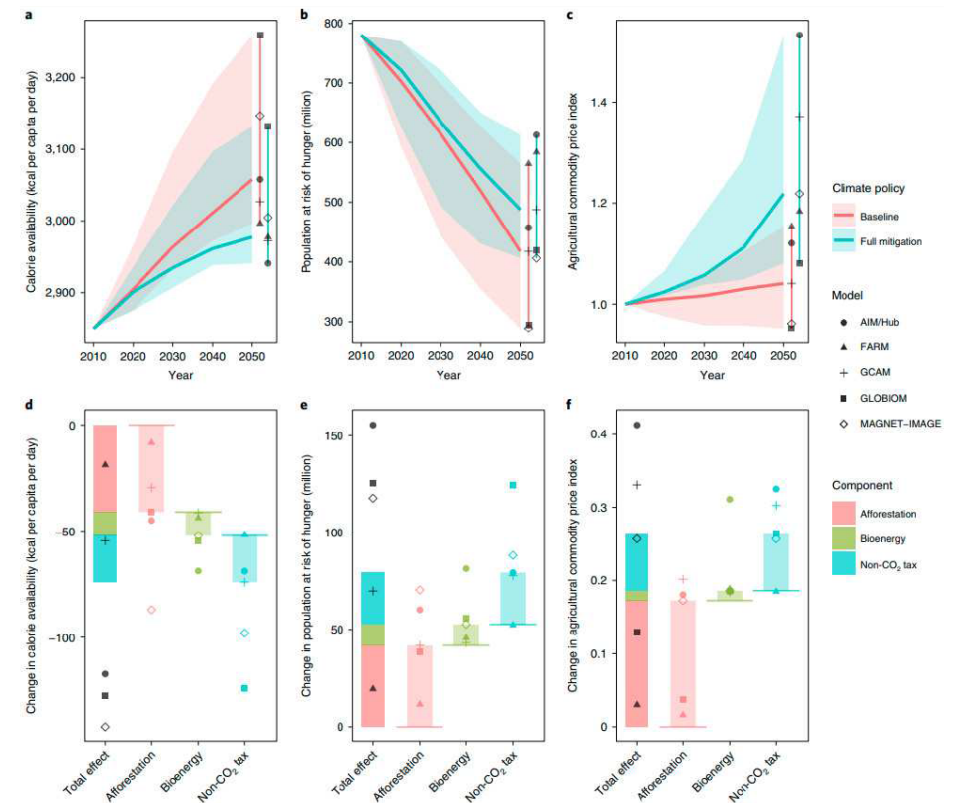 a
Calorie availability (kcal per capita per day)
3,200
3,100
3,000
2,900
2010 2020 2030 2040 2050
Year
b
Population at risk of hunger (milion)
800
700
600
500
400
300
2010 2020 2030 2040 2050
Year
c
Agricultural commodity price index
1.4
1.2
1.0
2010 2020 2030 2040 2050
Year
Climate policy
Baseline
Full mitigation
Model
AIM/Hub
FARM
GCAM
GLOBIOM
MAGNET–IMAGE
d
Change in calorie availability (kcal per capita per day)
0
−50
−100
Total effect
Afforestation
Bioenergy
Non-CO₂ tax
e
Change in population at risk of hunger (million)
150
100
50
0
Total effect
Afforestation
Bioenergy
Non-CO₂ tax
f
Change in agricultural commodity price index
0.4
0.3
0.2
0.1
0
Total effect
Afforestation
Bioenergy
Non-CO₂ tax
Component
Afforestation
Bioenergy
Non-CO₂ tax